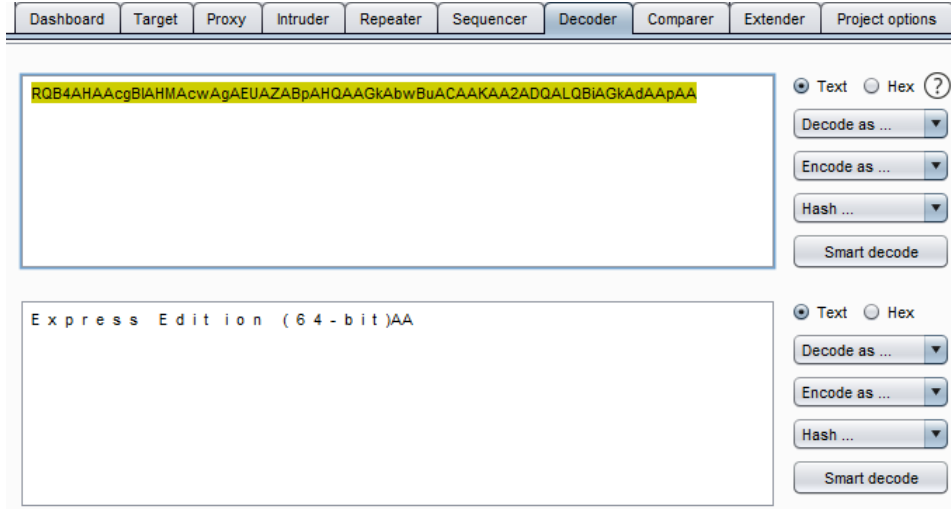 Dashboard Target Proxy Intruder Repeater Sequencer Decoder Comparer Extender Project options
RQB4AHAAcgBlAHMAcwAgAEUAZABpAHQAAGkAbwBuACAAKAA2ADQALQBiAGkAdAApAA
Text Hex ?
Decode as ...
Encode as ...
Hash ...
Smart decode
E x p r e s s  E d i t  i o n  ( 6 4 - b i t )AA
Text Hex
Decode as ...
Encode as ...
Hash ...
Smart decode